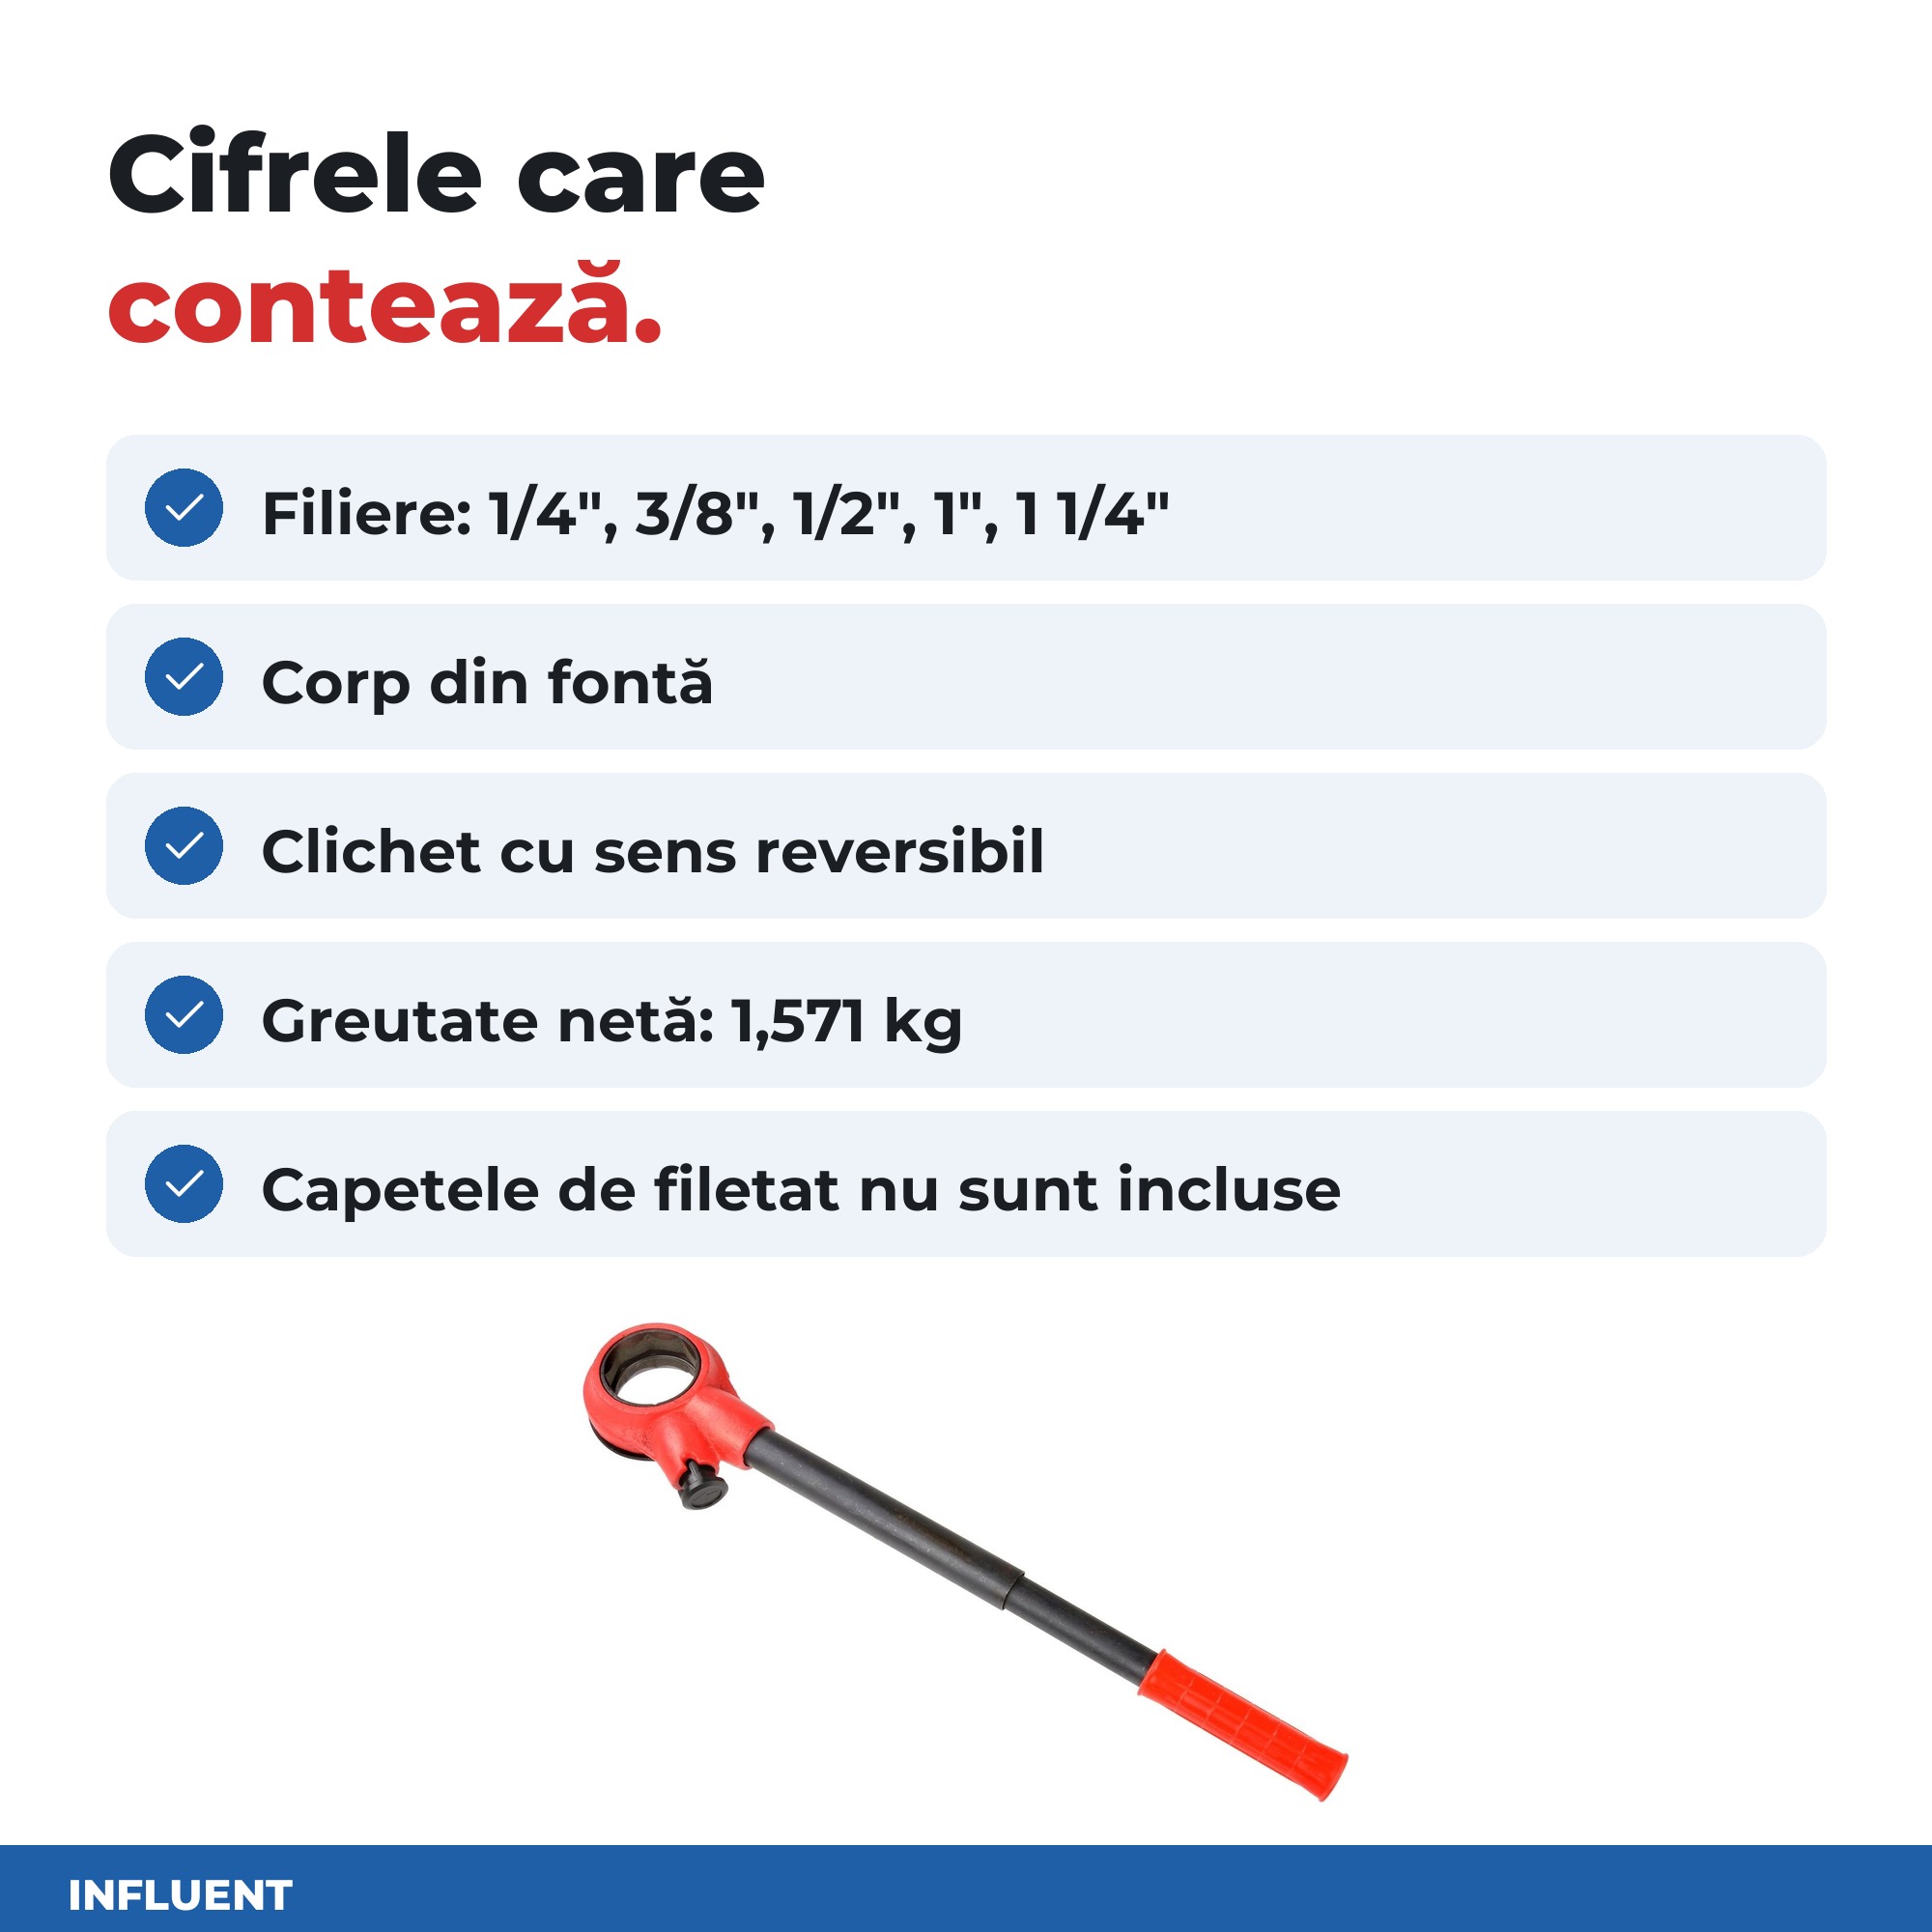 Cifrele care
contează.
Filiere: 1/4", 3/8", 1/2", 1", 1 1/4"
Corp din fontă
Clichet cu sens reversibil
Greutate netă: 1,571 kg
Capetele de filetat nu sunt incluse
INFLUENT